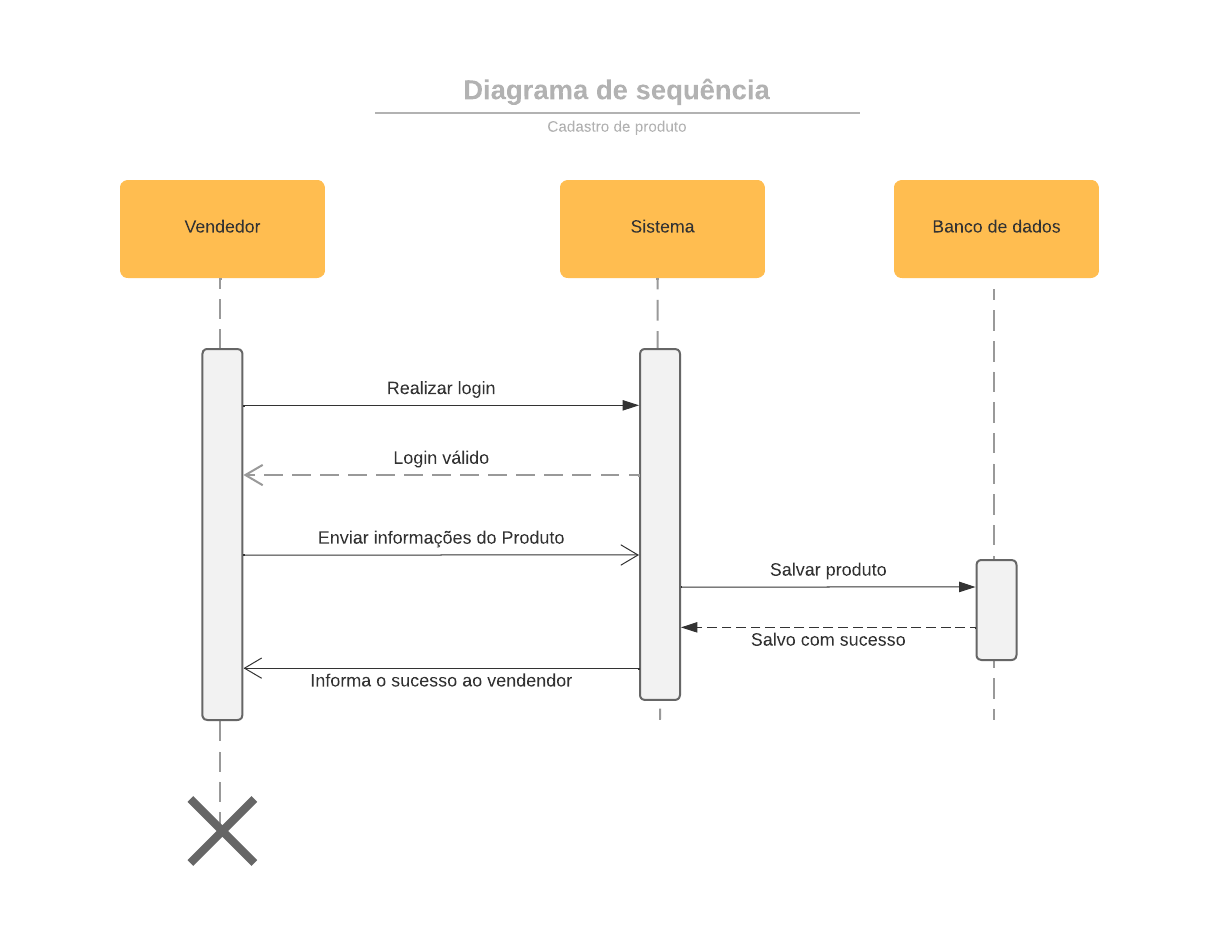 Diagrama de sequência
Cadastro de produto
Vendedor
Sistema
Banco de dados
Realizar login
Login válido
Enviar informações do Produto
Salvar produto
Salvo com sucesso
Informa o sucesso ao vendendor